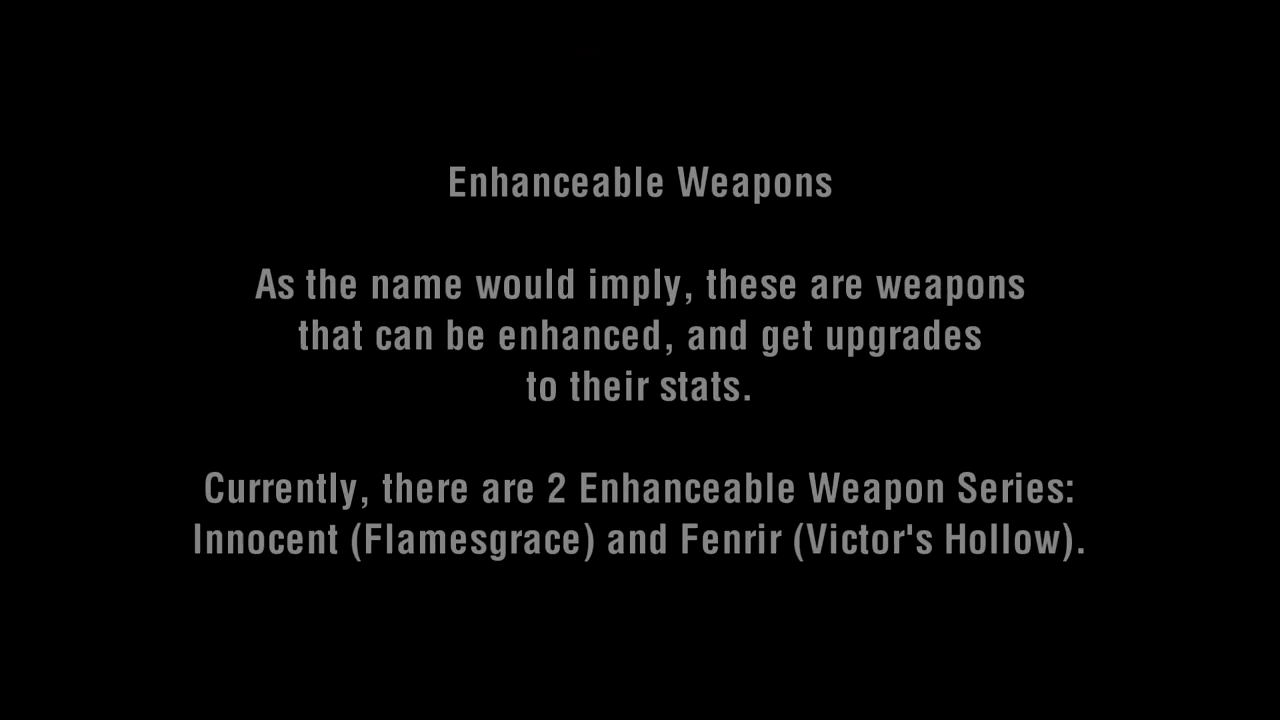 Enhanceable Weapons
As the name would imply, these are weapons
that can be enhanced, and get upgrades
to their stats.
Currently, there are 2 Enhanceable Weapon Series:
Innocent (Flamesgrace) and Fenrir (Victor's Hollow).